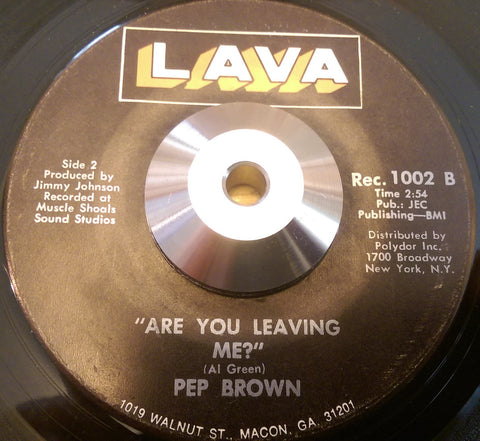 LAVA
Side 2
Produced by
Jimmy Johnson
Recorded at
Muscle Shoals
Sound Studios
Rec. 1002 B
Time 2:54
Pub.: JEC
Publishing—BMI
Distributed by
Polydor Inc.
1700 Broadway
New York, N.Y.
"ARE YOU LEAVING
ME?"
(Al Green)
PEP BROWN
1019 WALNUT ST., MACON, GA. 31201